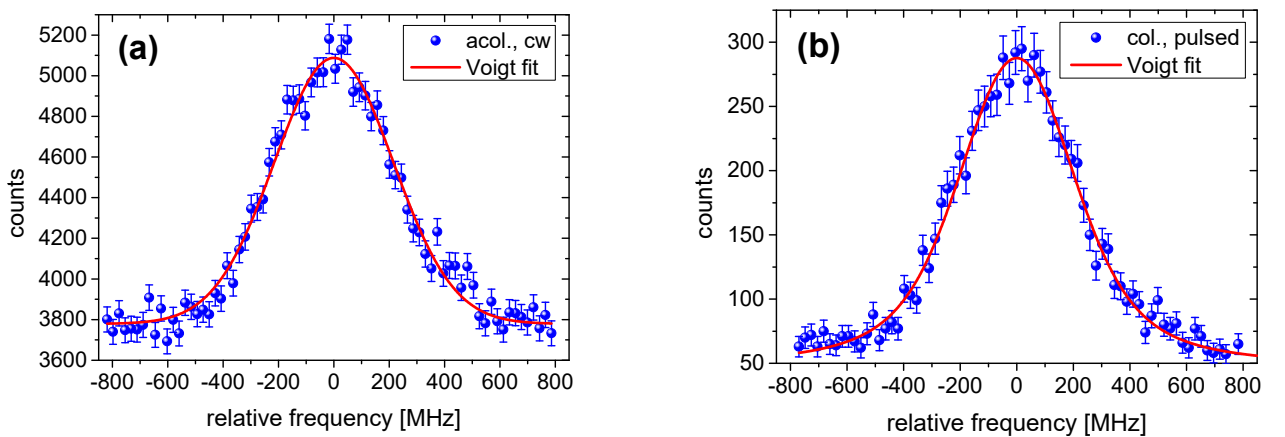 (a)
acol., cw
Voigt fit
5200
5000
4800
4600
4400
4200
4000
3800
3600
counts
-800 -600 -400 -200 0 200 400 600 800
relative frequency [MHz]
(b)
col., pulsed
Voigt fit
300
250
200
150
100
50
counts
-800 -600 -400 -200 0 200 400 600 800
relative frequency [MHz]